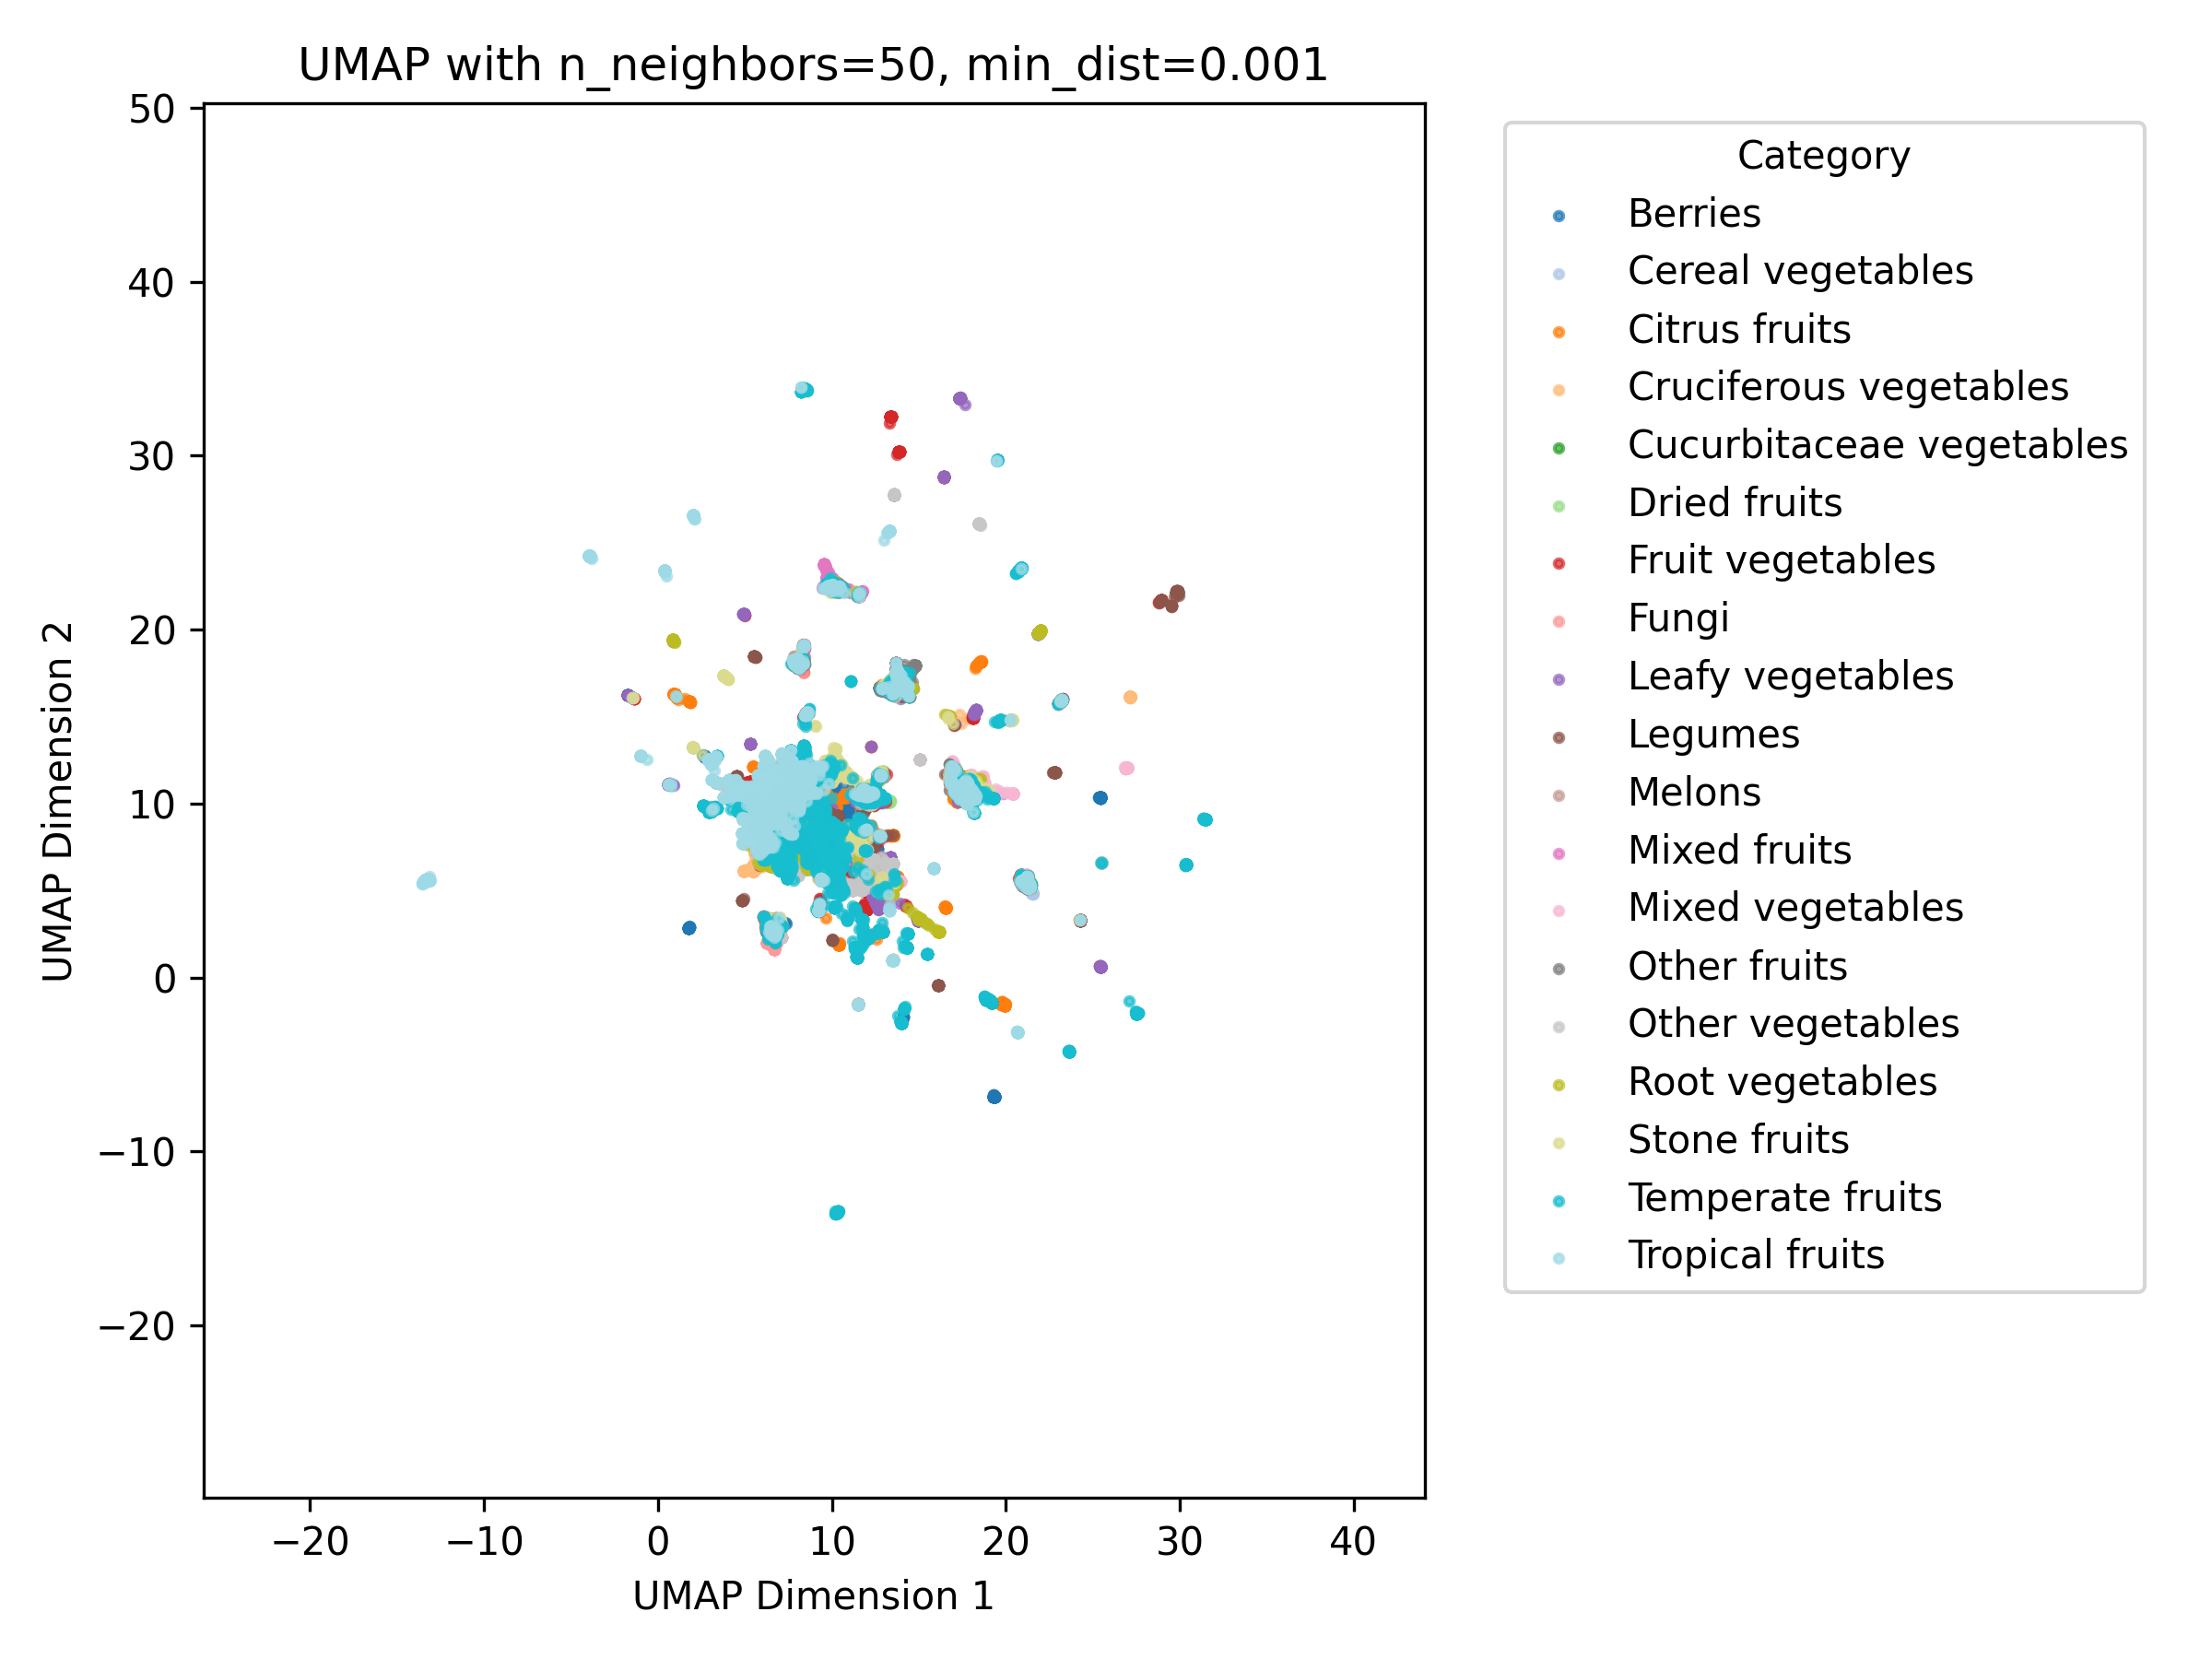 UMAP with n_neighbors=50, min_dist=0.001
50
40
30
20
10
0
−10
−20
UMAP Dimension 2
−20
−10
0
10
20
30
40
UMAP Dimension 1
Category
Berries
Cereal vegetables
Citrus fruits
Cruciferous vegetables
Cucurbitaceae vegetables
Dried fruits
Fruit vegetables
Fungi
Leafy vegetables
Legumes
Melons
Mixed fruits
Mixed vegetables
Other fruits
Other vegetables
Root vegetables
Stone fruits
Temperate fruits
Tropical fruits